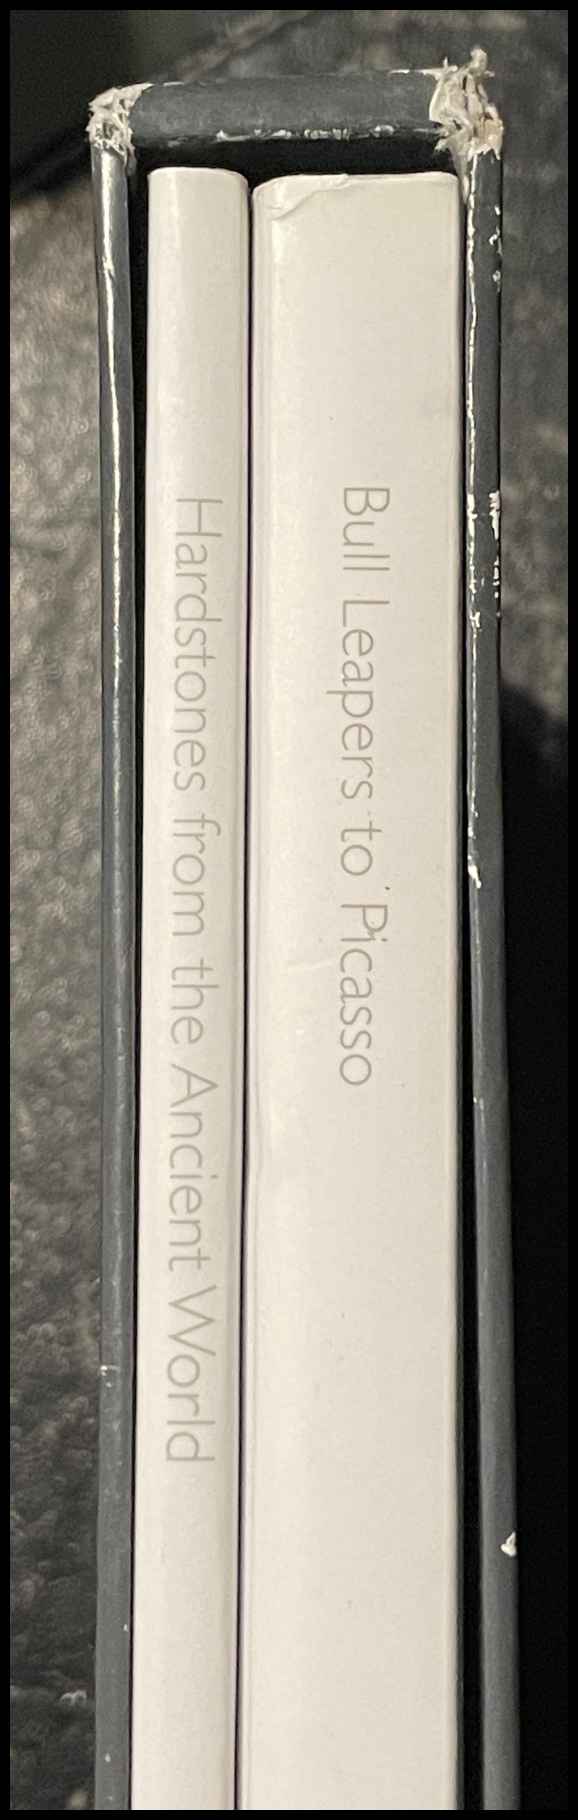 Hardstones from the Ancient World
Bull Leapers to Picasso